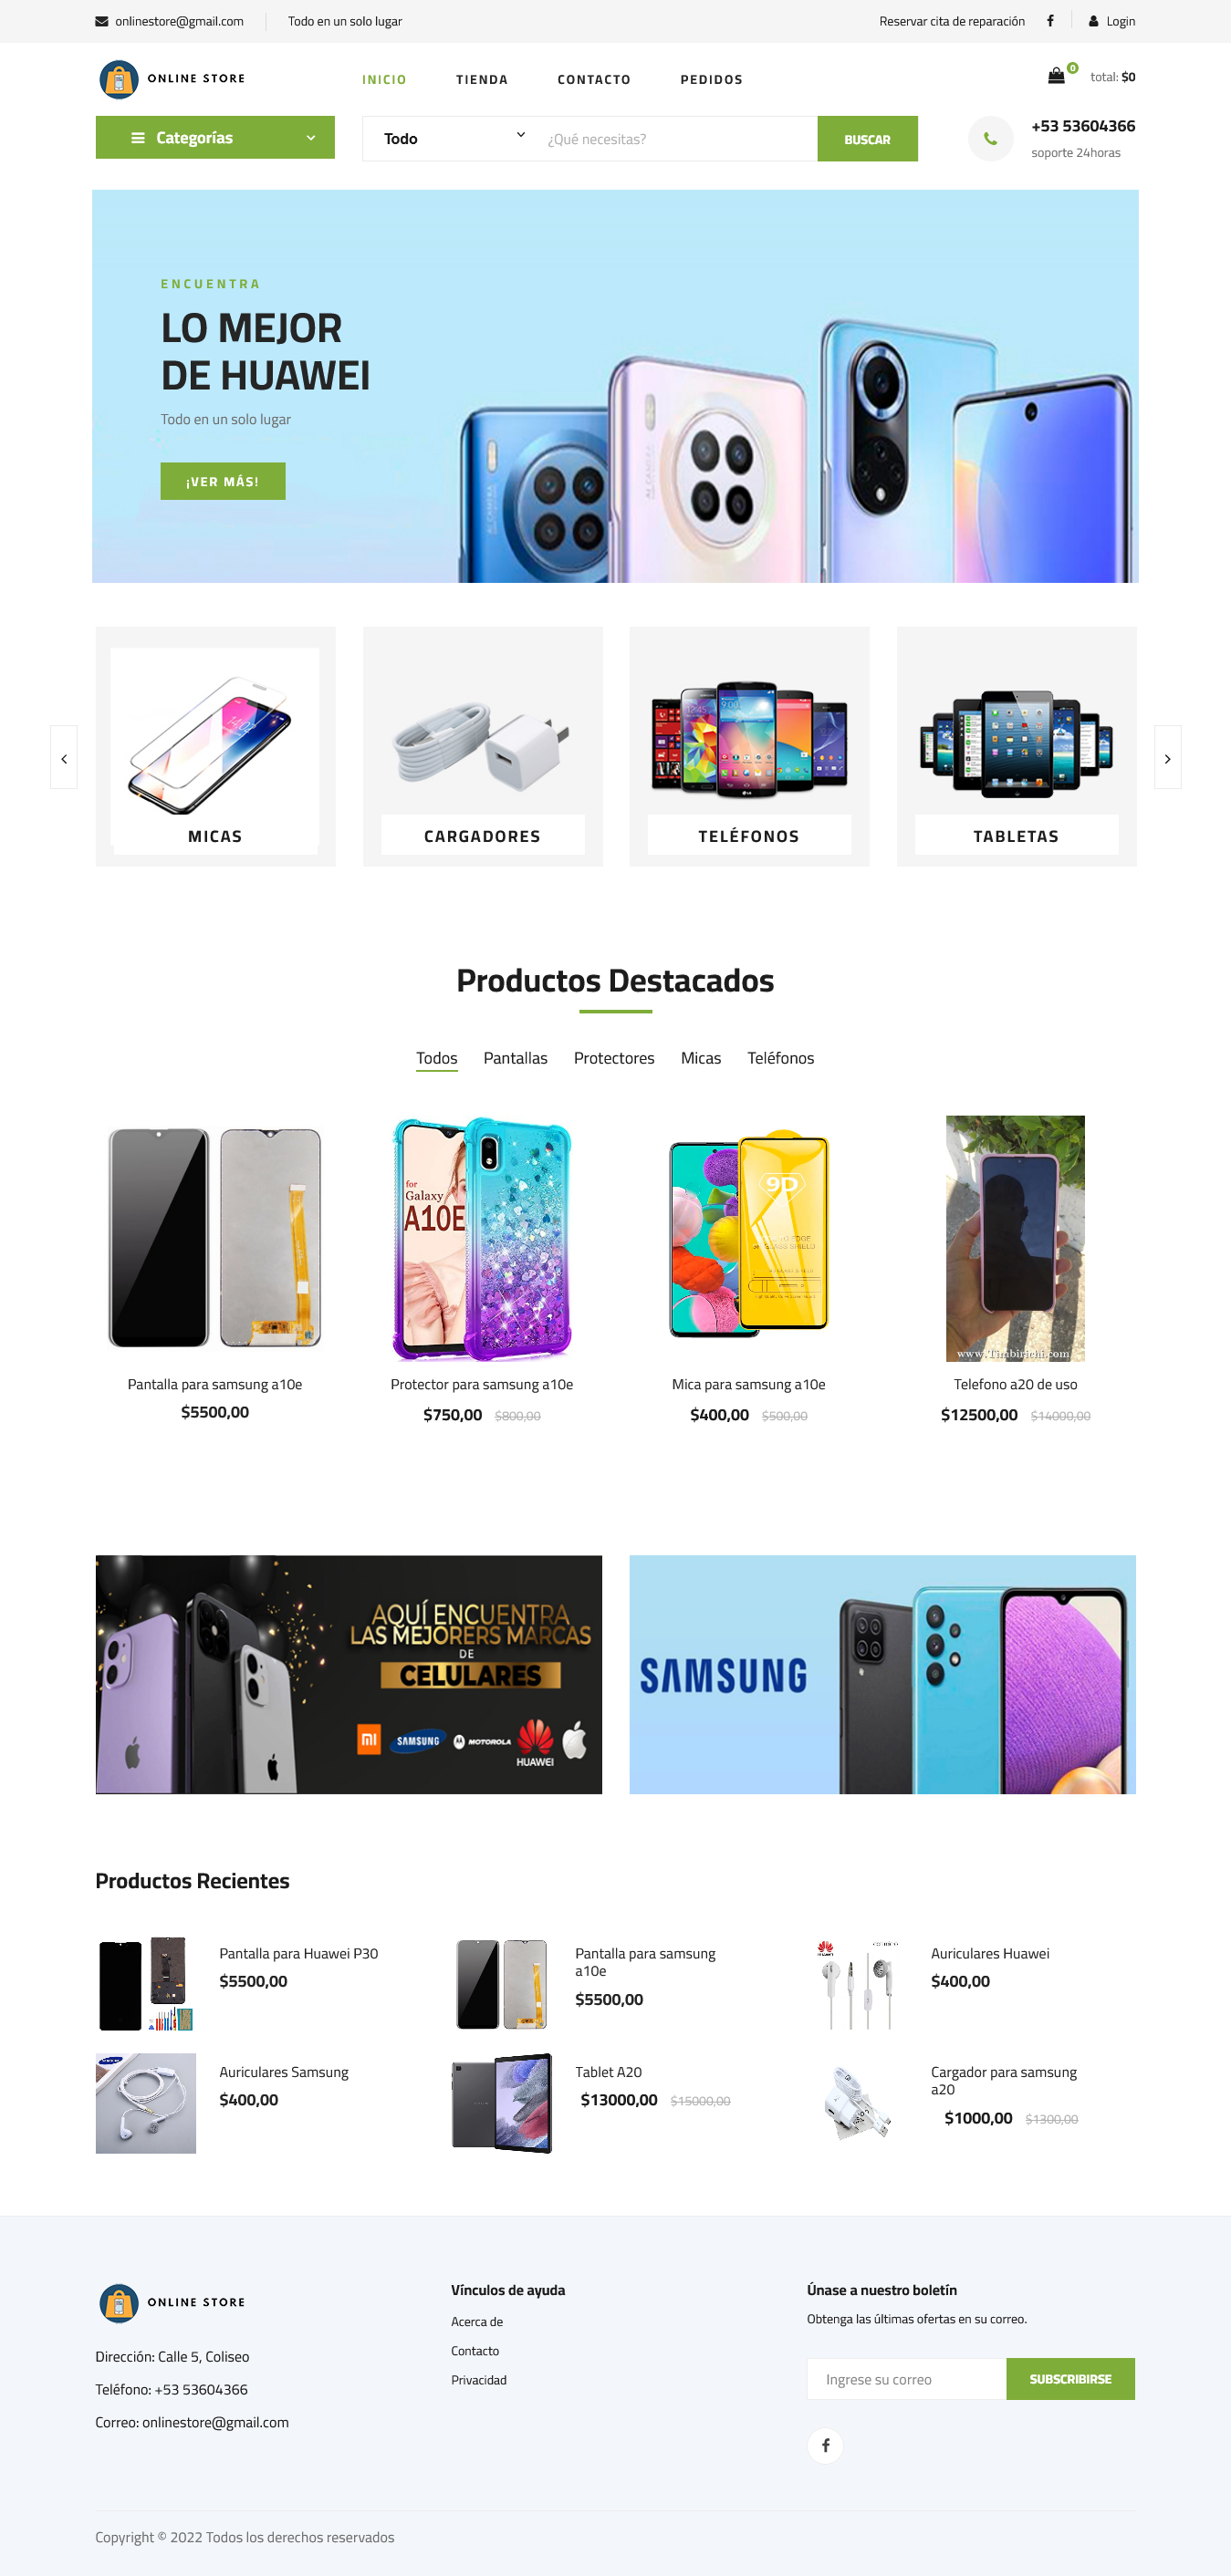 onlinestore@gmail.com
Todo en un solo lugar
Reservar cita de reparación
Login
ONLINE STORE
INICIO
TIENDA
CONTACTO
PEDIDOS
0
total: $0
Categorías
Todo
¿Qué necesitas?
BUSCAR
+53 53604366
soporte 24horas
ENCUENTRA
LO MEJOR
DE HUAWEI
Todo en un solo lugar
¡VER MÁS!
MICAS
CARGADORES
TELÉFONOS
TABLETAS
Productos Destacados
Todos
Pantallas
Protectores
Micas
Teléfonos
for
Galaxy
A10E
9D
www.Timbirichi.com
Pantalla para samsung a10e
$5500,00
Protector para samsung a10e
$750,00 $800,00
Mica para samsung a10e
$400,00 $500,00
Telefono a20 de uso
$12500,00 $14000,00
AQUÍ ENCUENTRA
LAS MEJORERS MARCAS
DE
CELULARES
MI
SAMSUNG
MOTOROLA
HUAWEI
SAMSUNG
Productos Recientes
Pantalla para Huawei P30
$5500,00
Pantalla para samsung
a10e
$5500,00
HUAWEI
Auriculares Huawei
$400,00
Auriculares Samsung
$400,00
Tablet A20
$13000,00 $15000,00
Cargador para samsung
a20
$1000,00 $1300,00
ONLINE STORE
Dirección: Calle 5, Coliseo
Teléfono: +53 53604366
Correo: onlinestore@gmail.com
Vínculos de ayuda
Acerca de
Contacto
Privacidad
Únase a nuestro boletín
Obtenga las últimas ofertas en su correo.
Ingrese su correo
SUBSCRIBIRSE
Copyright © 2022 Todos los derechos reservados